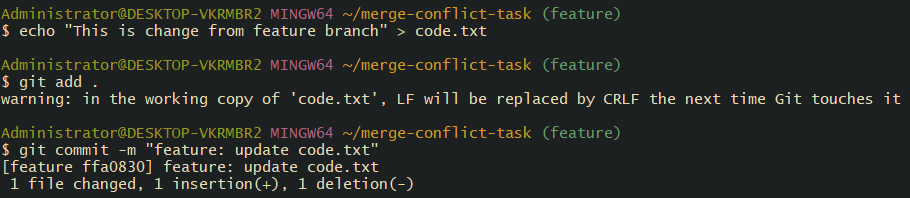 Administrator@DESKTOP-VKRMBR2 MINGW64 ~/merge-conflict-task (feature)
$ echo "This is change from feature branch" > code.txt
Administrator@DESKTOP-VKRMBR2 MINGW64 ~/merge-conflict-task (feature)
$ git add .
warning: in the working copy of 'code.txt', LF will be replaced by CRLF the next time Git touches it
Administrator@DESKTOP-VKRMBR2 MINGW64 ~/merge-conflict-task (feature)
$ git commit -m "feature: update code.txt"
[feature ffa0830] feature: update code.txt
 1 file changed, 1 insertion(+), 1 deletion(-)